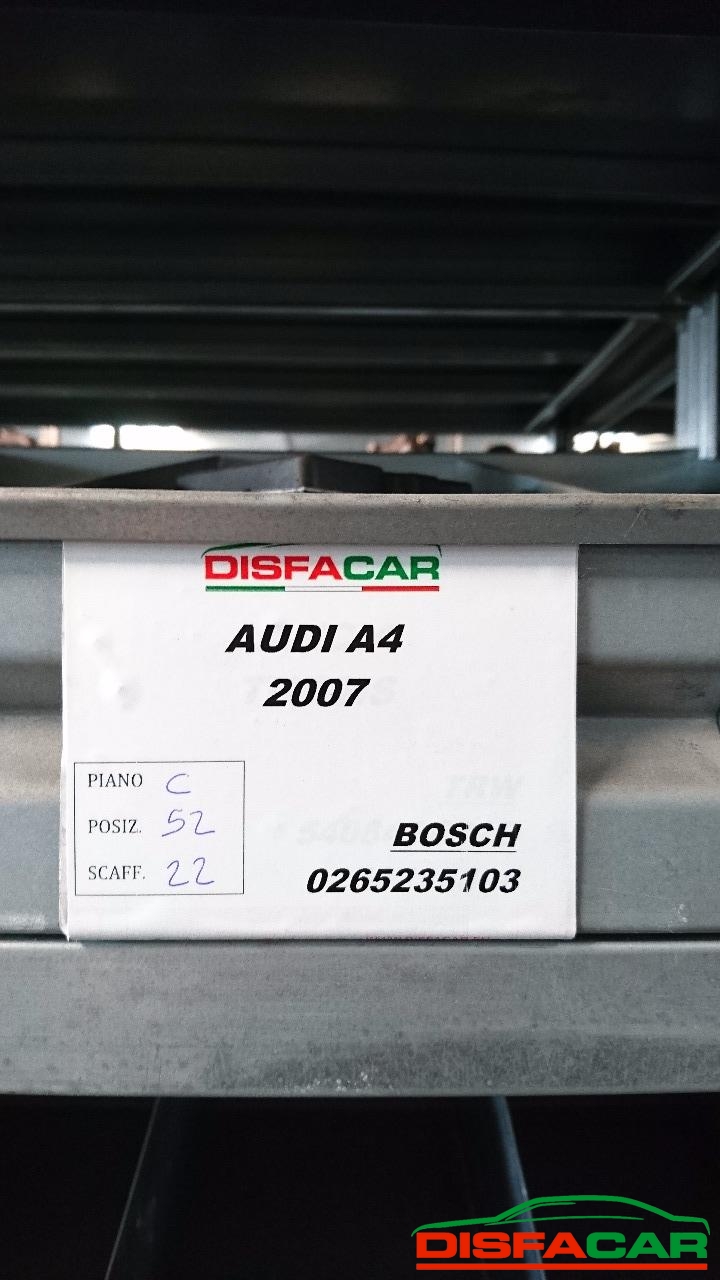 DISFACAR
AUDI A4
2007
PIANO C
POSIZ. 52
SCAFF. 22
BOSCH
0265235103
DISFACAR